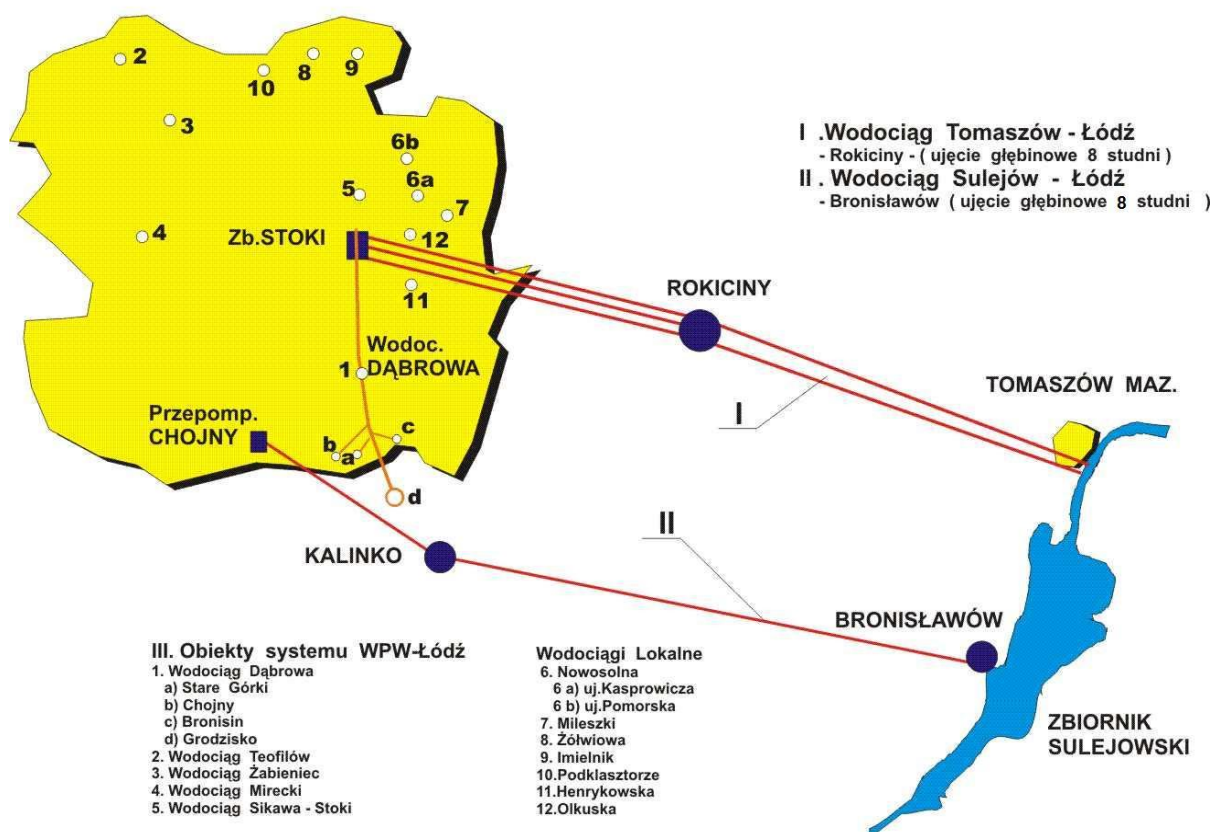 2
10
8
9
3
6b
6a
5
7
4
12
Zb.STOKI
11
I .Wodociąg Tomaszów - Łódź
- Rokiciny - ( ujęcie głębinowe 8 studni )
II . Wodociąg Sulejów - Łódź
- Bronisławów ( ujęcie głębinowe 8 studni )
ROKICINY
Wodoc.
1 DĄBROWA
TOMASZÓW MAZ.
I
Przepomp.
CHOJNY
c
b
a
d
II
KALINKO
BRONISŁAWÓW
ZBIORNIK
SULEJOWSKI
III. Obiekty systemu WPW-Łódź
1. Wodociąg Dąbrowa
a) Stare Górki
b) Chojny
c) Bronisin
d) Grodzisko
2. Wodociąg Teofilów
3. Wodociąg Żabieniec
4. Wodociąg Mirecki
5. Wodociąg Sikawa - Stoki
Wodociągi Lokalne
6. Nowosolna
6 a) uj.Kasprowicza
6 b) uj.Pomorska
7. Mileszki
8. Żółwiowa
9. Imielnik
10.Podklasztorze
11.Henrykowska
12.Olkuska